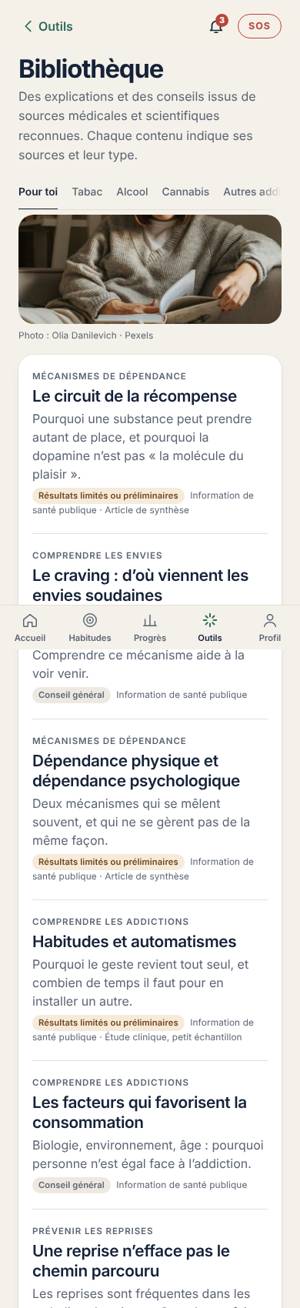 Outils
3
SOS
Bibliothèque
Des explications et des conseils issus de
sources médicales et scientifiques
reconnues. Chaque contenu indique ses
sources et leur type.
Pour toi Tabac Alcool Cannabis Autres add
Photo : Olia Danilevich · Pexels
MÉCANISMES DE DÉPENDANCE
Le circuit de la récompense
Pourquoi une substance peut prendre
autant de place, et pourquoi la
dopamine n’est pas « la molécule du
plaisir ».
Résultats limités ou préliminaires Information de
santé publique · Article de synthèse
COMPRENDRE LES ENVIES
Le craving : d’où viennent les
envies soudaines
Accueil Habitudes Progrès Outils Profil
Comprendre ce mécanisme aide à la
voir venir.
Conseil général Information de santé publique
MÉCANISMES DE DÉPENDANCE
Dépendance physique et
dépendance psychologique
Deux mécanismes qui se mêlent
souvent, et qui ne se gèrent pas de la
même façon.
Résultats limités ou préliminaires Information de
santé publique · Article de synthèse
COMPRENDRE LES ADDICTIONS
Habitudes et automatismes
Pourquoi le geste revient tout seul, et
combien de temps il faut pour en
installer un autre.
Résultats limités ou préliminaires Information de
santé publique · Étude clinique, petit échantillon
COMPRENDRE LES ADDICTIONS
Les facteurs qui favorisent la
consommation
Biologie, environnement, âge : pourquoi
personne n’est égal face à l’addiction.
Conseil général Information de santé publique
PRÉVENIR LES REPRISES
Une reprise n’efface pas le
chemin parcouru
Les reprises sont fréquentes dans les